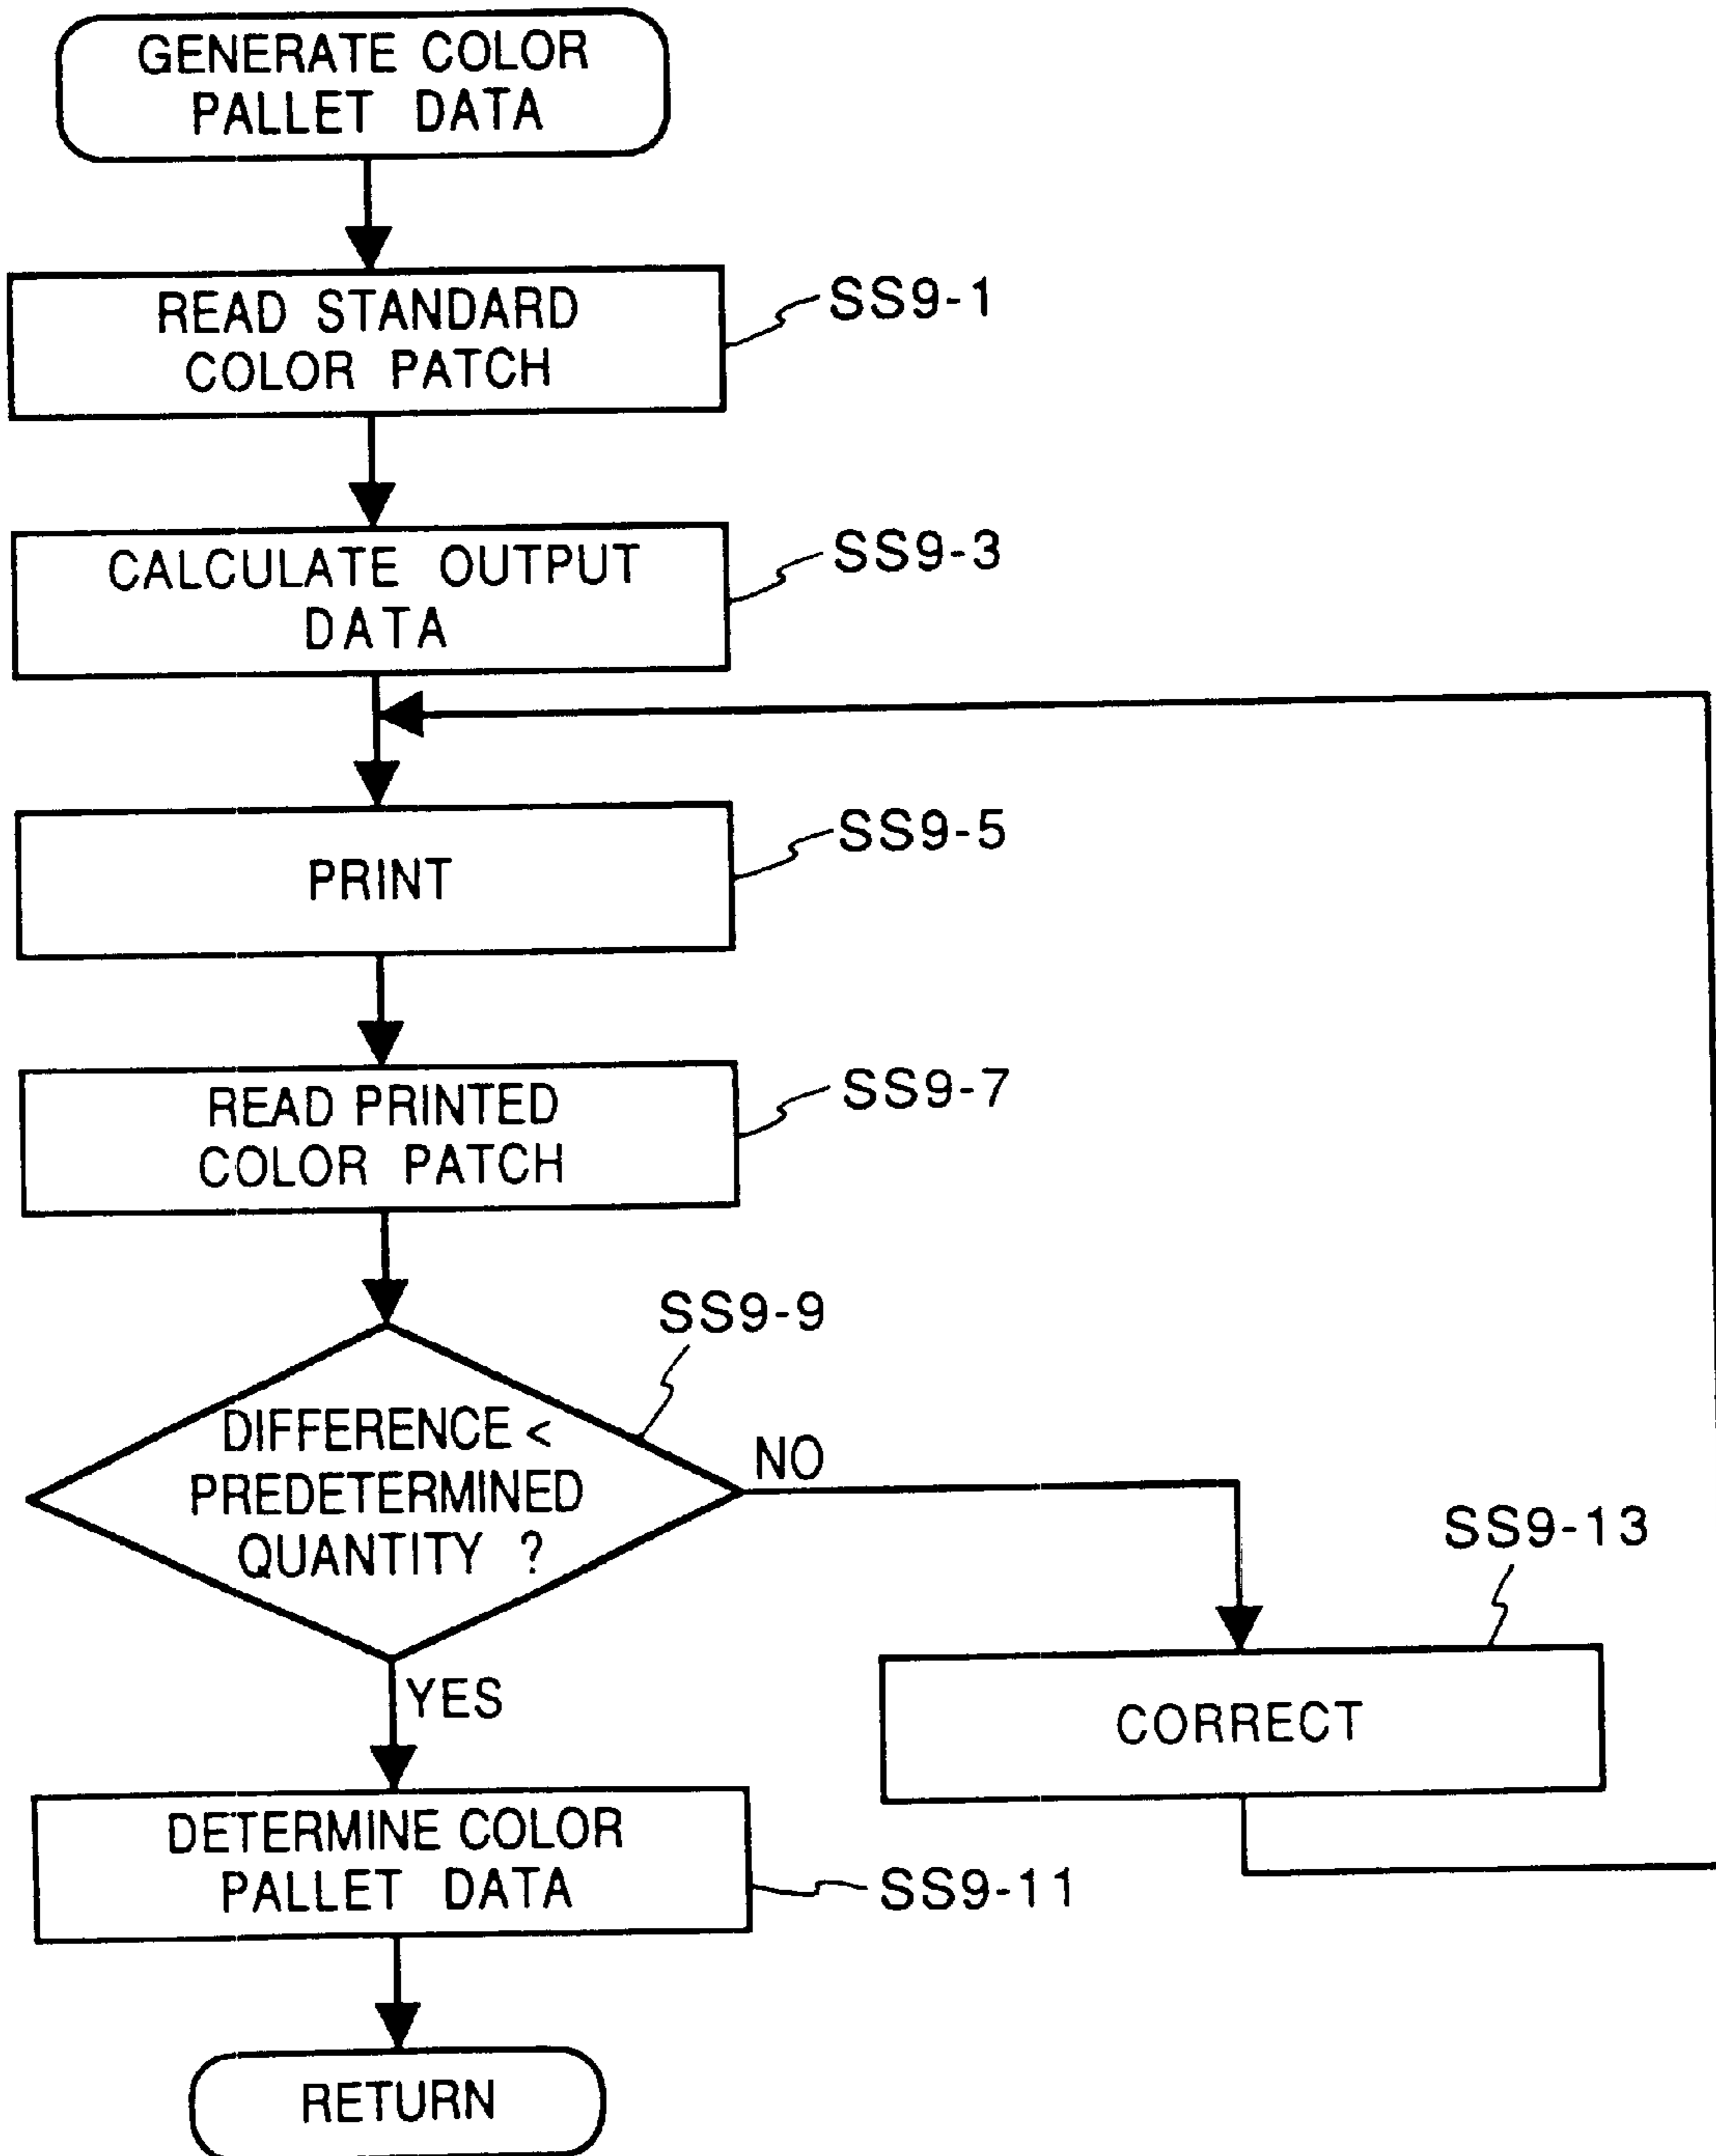 GENERATE COLOR
PALLET DATA
READ STANDARD
COLOR PATCH
SS9-1
CALCULATE OUTPUT
DATA
SS9-3
PRINT
SS9-5
READ PRINTED
COLOR PATCH
SS9-7
SS9-9
DIFFERENCE <
PREDETERMINED
QUANTITY ?
NO
YES
SS9-13
CORRECT
DETERMINE COLOR
PALLET DATA
SS9-11
RETURN